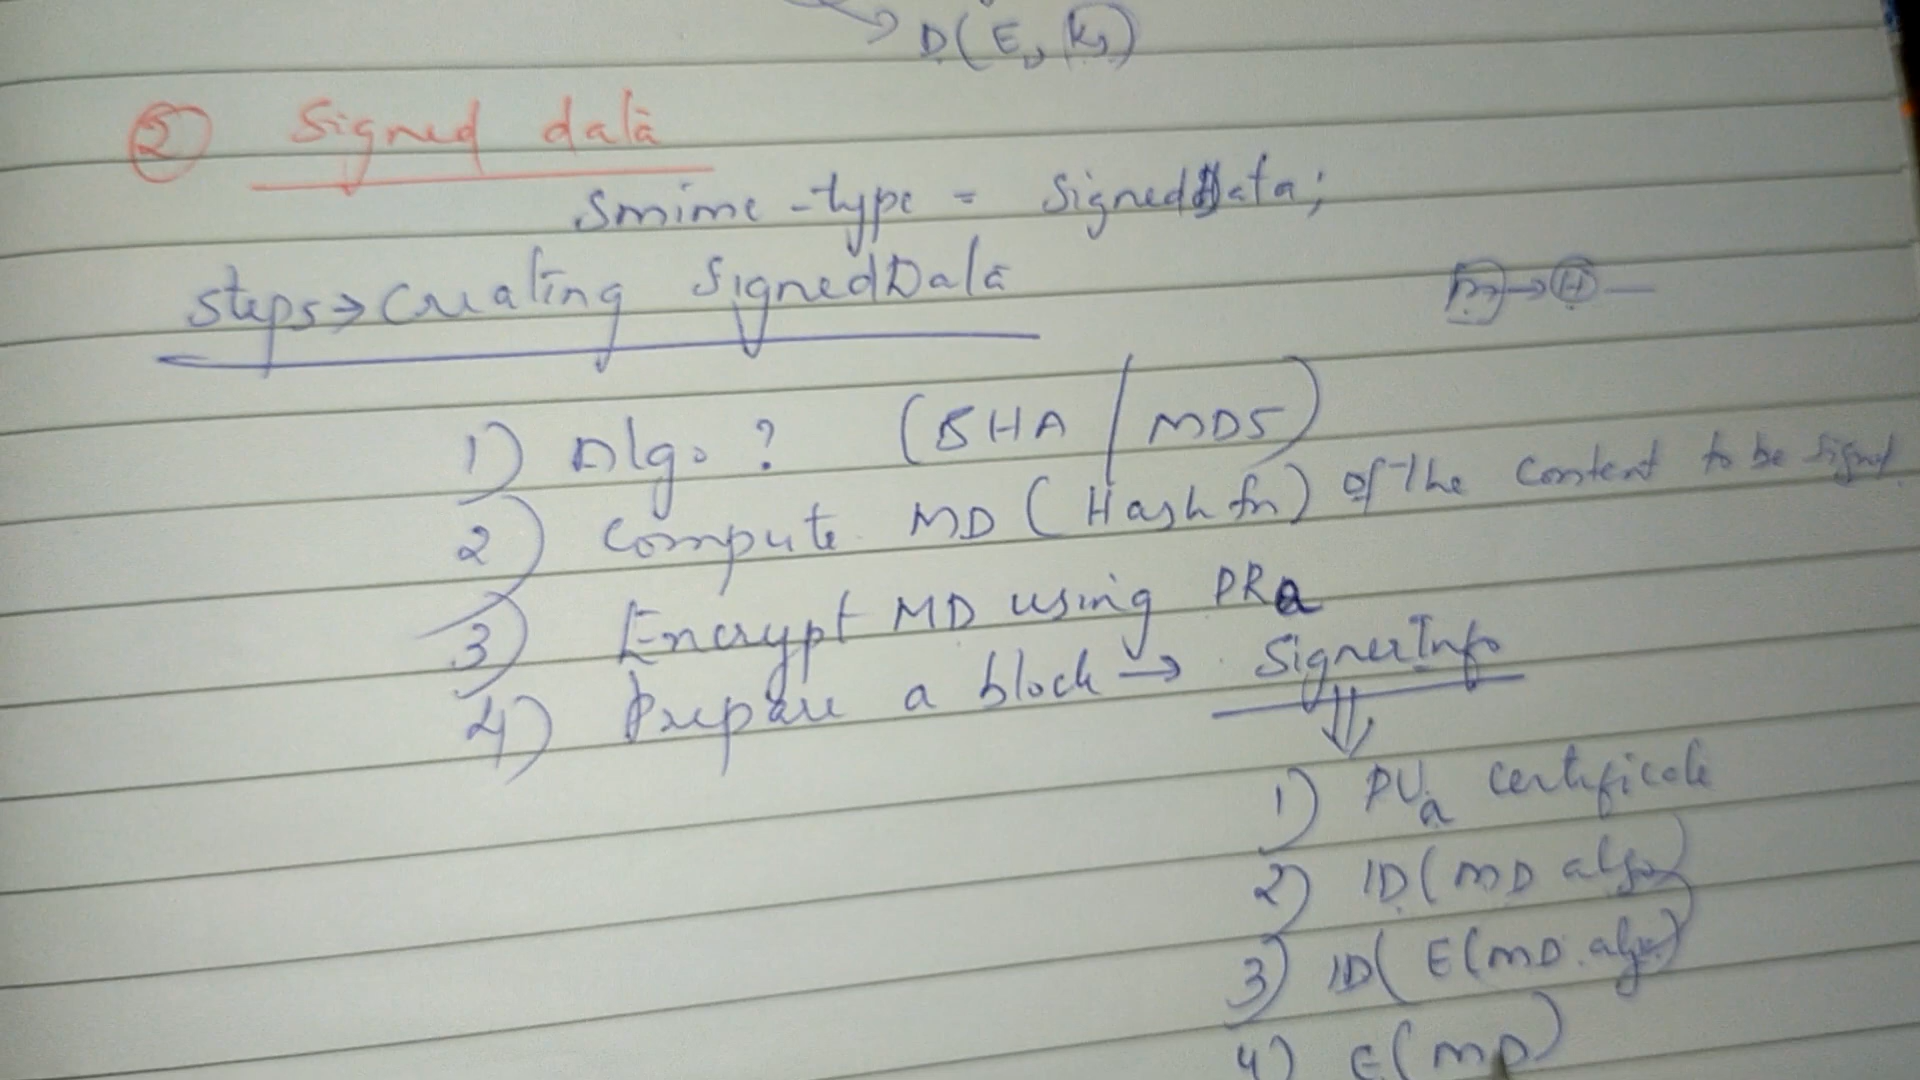 D(E, ks)
② Signed data
Smime-type = SignedData;
Steps → Creating SignedData
m → H —
1) Algo? (SHA / MD5)
2) Compute MD (Hash fn) of the content to be signed
3) Encrypt MD using PRa
4) Prepare a block → SignerInfo
1) PUa certificate
2) ID(MD algo)
3) ID(E(MD.algo)
4) E(MD)